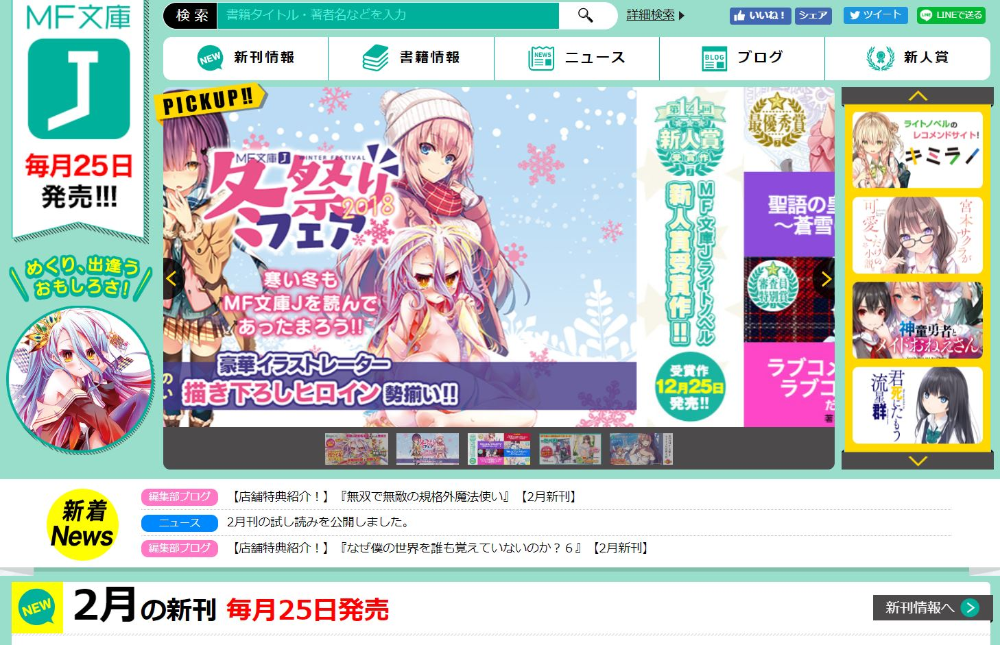 MF文庫
J
毎月25日
発売!!!
めくり、出逢う
おもしろさ!
検 索
書籍タイトル・著者名などを入力
詳細検索
いいね!
シェア
ツイート
LINE
LINEで送る
NEW
新刊情報
書籍情報
NEWS
ニュース
BLOG
ブログ
新人賞
PICKUP!!
MF文庫J WINTER FESTIVAL
冬祭り
2018
フェア
寒い冬も
MF文庫Jを読んで
あったまろう!!
豪華イラストレーター
描き下ろしヒロイン勢揃い!!
第14回
新人賞
受賞作
MF文庫Jライトノベル
新人賞受賞作!!
受賞作
12月25日
発売!!
最優秀賞
聖語の
～蒼雪
審査員
特別賞
ラブコメ
ラブコ
だ
著
ライトノベルの
レコメンドサイト!
キミラノ
宮本サクラが
可愛いだけの小説。
神童勇者と
メイドおねえさん
君死にたもう
流星群
新着
News
編集部ブログ
【店舗特典紹介！】『無双で無敵の規格外魔法使い』【2月新刊】
ニュース
2月刊の試し読みを公開しました。
編集部ブログ
【店舗特典紹介！】『なぜ僕の世界を誰も覚えていないのか？６』【2月新刊】
NEW
2月の新刊 毎月25日発売
新刊情報へ